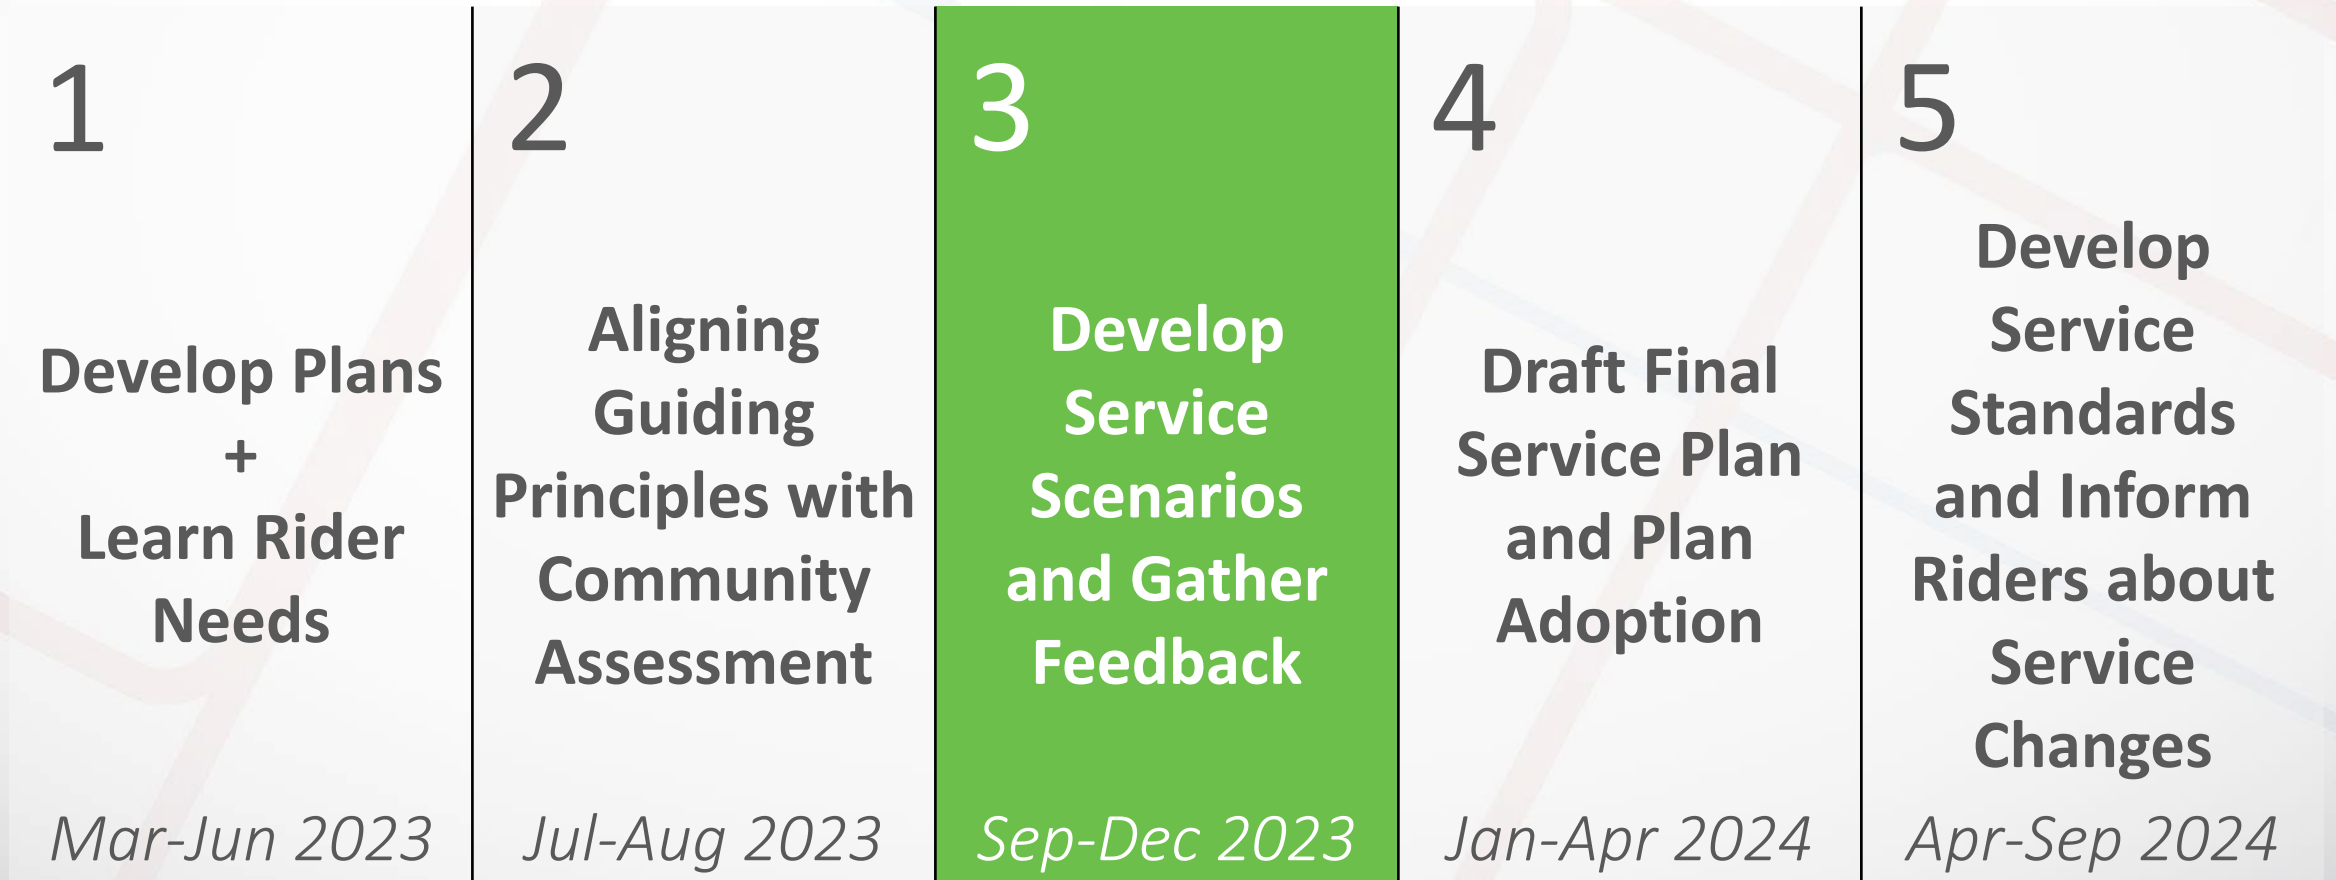 1
Develop Plans
+
Learn Rider
Needs
Mar-Jun 2023
2
Aligning
Guiding
Principles with
Community
Assessment
Jul-Aug 2023
3
Develop
Service
Scenarios
and Gather
Feedback
Sep-Dec 2023
4
Draft Final
Service Plan
and Plan
Adoption
Jan-Apr 2024
5
Develop
Service
Standards
and Inform
Riders about
Service
Changes
Apr-Sep 2024